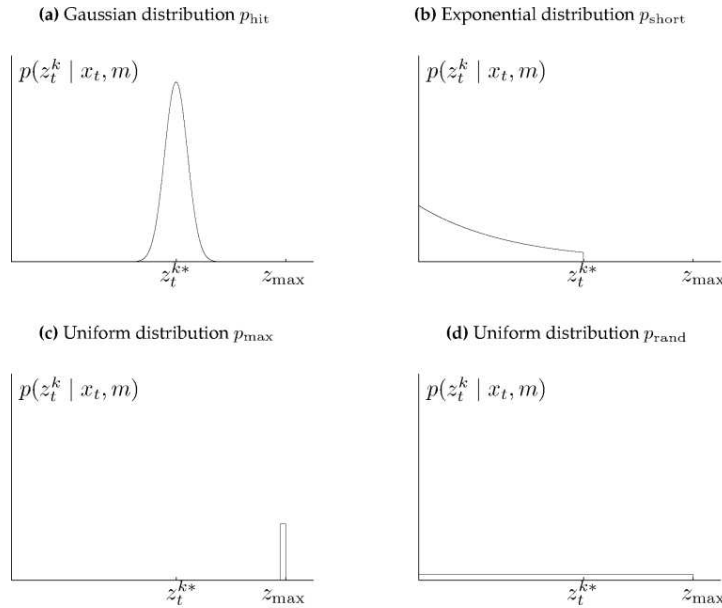 (a) Gaussian distribution p_hit (b) Exponential distribution p_short
p(z_t^k | x_t, m) p(z_t^k | x_t, m)
z_t^{k*} z_max z_t^{k*} z_max
(c) Uniform distribution p_max (d) Uniform distribution p_rand
p(z_t^k | x_t, m) p(z_t^k | x_t, m)
z_t^{k*} z_max z_t^{k*} z_max